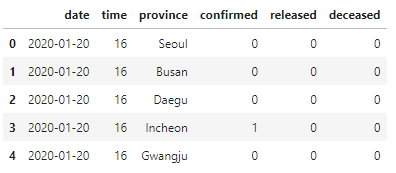 date time province confirmed released deceased
0 2020-01-20 16 Seoul 0 0 0
1 2020-01-20 16 Busan 0 0 0
2 2020-01-20 16 Daegu 0 0 0
3 2020-01-20 16 Incheon 1 0 0
4 2020-01-20 16 Gwangju 0 0 0